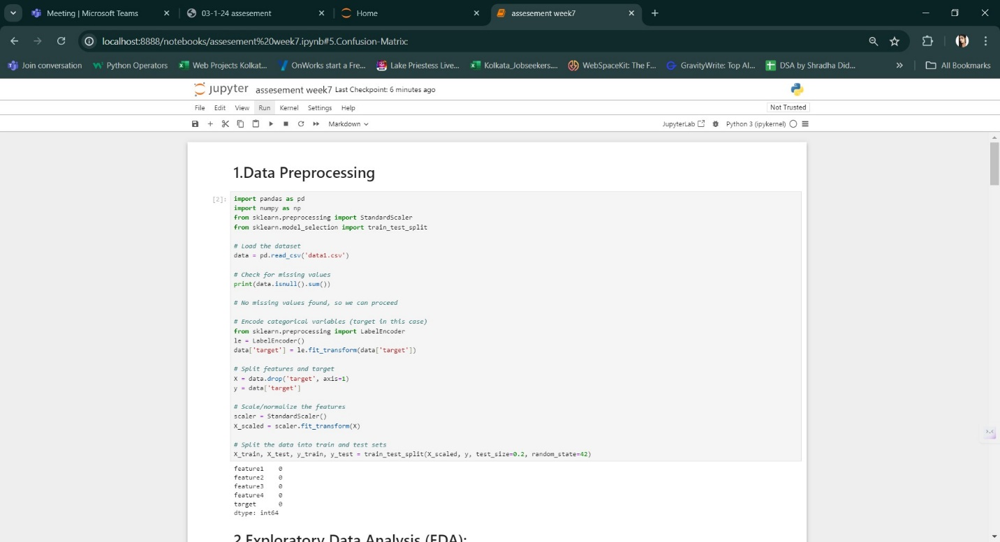 Meeting | Microsoft Teams
03-1-24 assesement
Home
assesement week7
localhost:8888/notebooks/assesement%20week7.ipynb#5.Confusion-Matrix:
Join conversation
Python Operators
Web Projects Kolkat...
OnWorks start a Fre...
Lake Priestess Live...
Kolkata_Jobseekers....
WebSpaceKit: The F...
GravityWrite: Top AI...
DSA by Shradha Did...
»
All Bookmarks
jupyter assesement week7 Last Checkpoint: 6 minutes ago
File Edit View Run Kernel Settings Help
Not Trusted
Markdown
JupyterLab
Python 3 (ipykernel)
1.Data Preprocessing
[2]:
import pandas as pd
import numpy as np
from sklearn.preprocessing import StandardScaler
from sklearn.model_selection import train_test_split
# Load the dataset
data = pd.read_csv('data1.csv')
# Check for missing values
print(data.isnull().sum())
# No missing values found, so we can proceed
# Encode categorical variables (target in this case)
from sklearn.preprocessing import LabelEncoder
le = LabelEncoder()
data['target'] = le.fit_transform(data['target'])
# Split features and target
X = data.drop('target', axis=1)
y = data['target']
# Scale/normalize the features
scaler = StandardScaler()
X_scaled = scaler.fit_transform(X)
# Split the data into train and test sets
X_train, X_test, y_train, y_test = train_test_split(X_scaled, y, test_size=0.2, random_state=42)
feature1 0
feature2 0
feature3 0
feature4 0
target 0
dtype: int64
2.Exploratory Data Analysis (EDA):